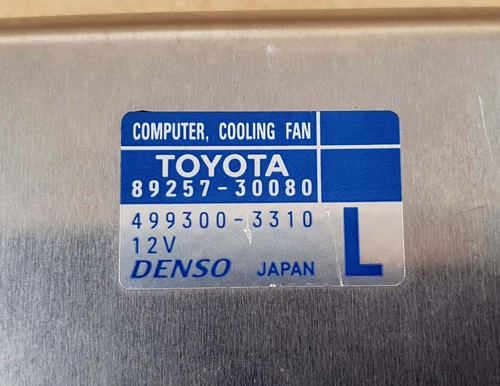 COMPUTER, COOLING FAN
TOYOTA
89257-30080
499300-3310
12V
DENSO JAPAN L